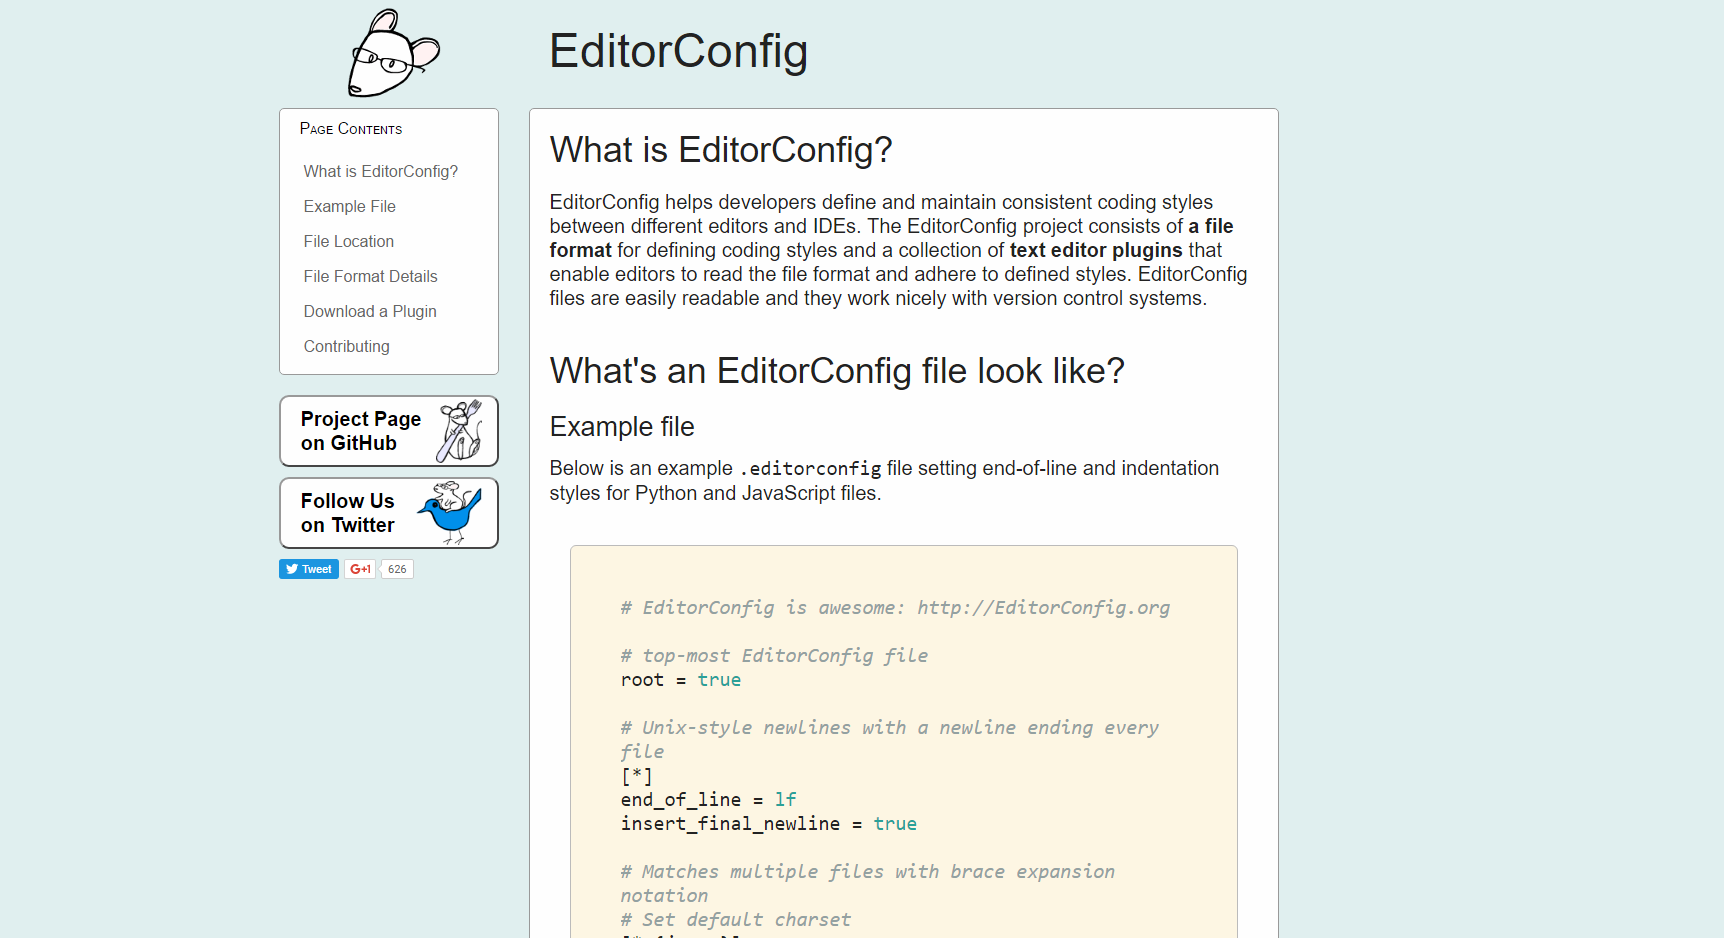 EditorConfig
Page Contents
What is EditorConfig?
Example File
File Location
File Format Details
Download a Plugin
Contributing
Project Page
on GitHub
Follow Us
on Twitter
Tweet
G+1
626
What is EditorConfig?
EditorConfig helps developers define and maintain consistent coding styles
between different editors and IDEs. The EditorConfig project consists of a file
format for defining coding styles and a collection of text editor plugins that
enable editors to read the file format and adhere to defined styles. EditorConfig
files are easily readable and they work nicely with version control systems.
What's an EditorConfig file look like?
Example file
Below is an example .editorconfig file setting end-of-line and indentation
styles for Python and JavaScript files.
# EditorConfig is awesome: http://EditorConfig.org
# top-most EditorConfig file
root = true
# Unix-style newlines with a newline ending every
file
[*]
end_of_line = lf
insert_final_newline = true
# Matches multiple files with brace expansion
notation
# Set default charset